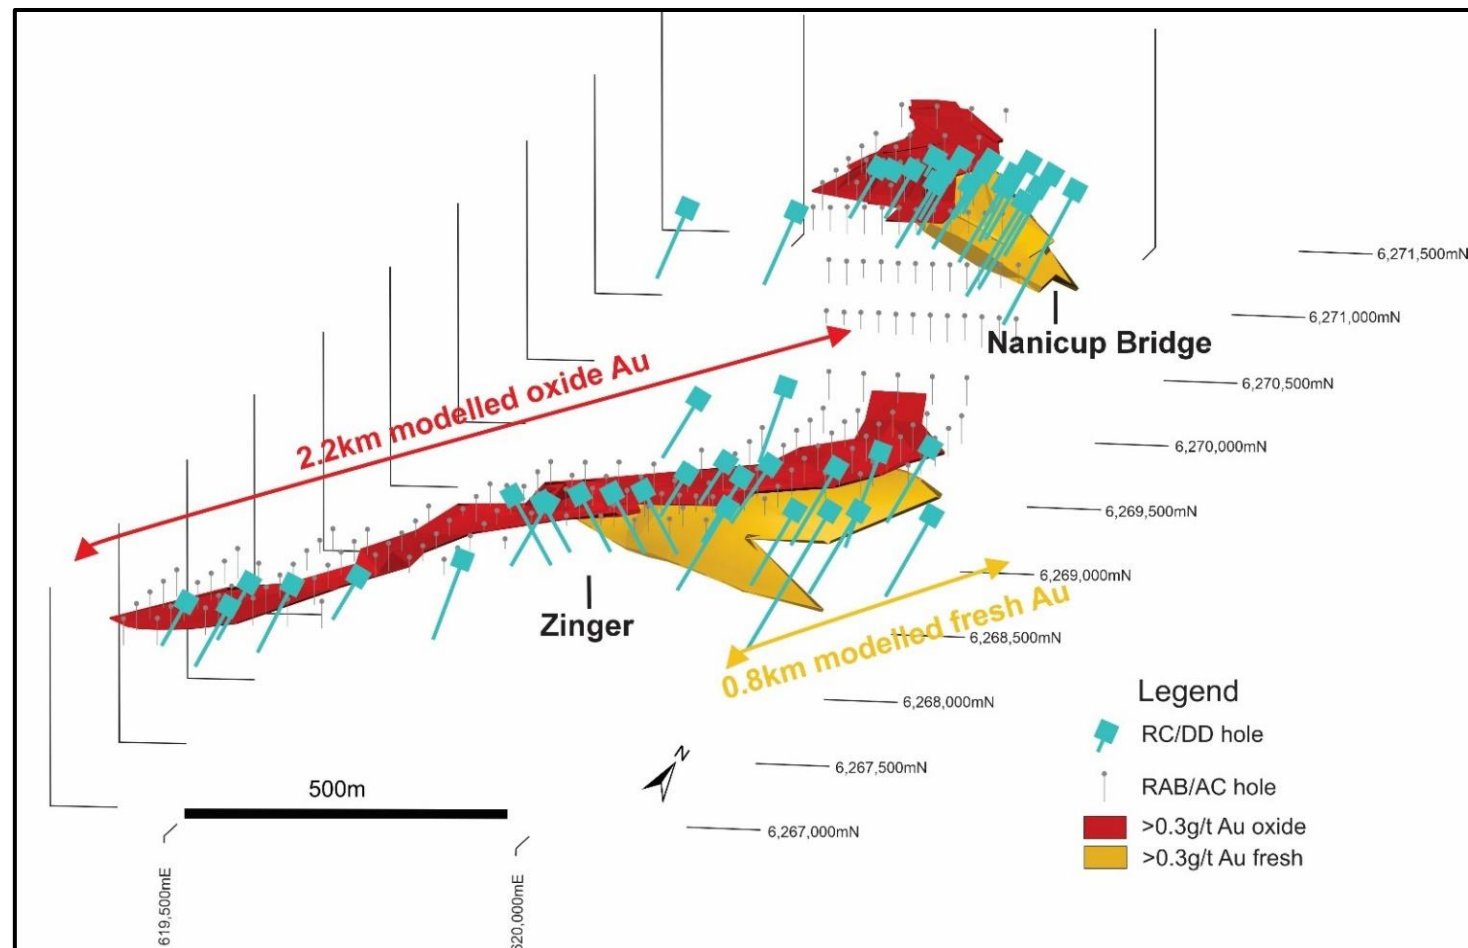 6,271,500mN
6,271,000mN
Nanicup Bridge
2.2km modelled oxide Au
6,270,500mN
6,270,000mN
6,269,500mN
6,269,000mN
Zinger
6,268,500mN
0.8km modelled fresh Au
6,268,000mN
Legend
RC/DD hole
N
6,267,500mN
500m
RAB/AC hole
>0.3g/t Au oxide
6,267,000mN
>0.3g/t Au fresh
619,500mE
20,000mE